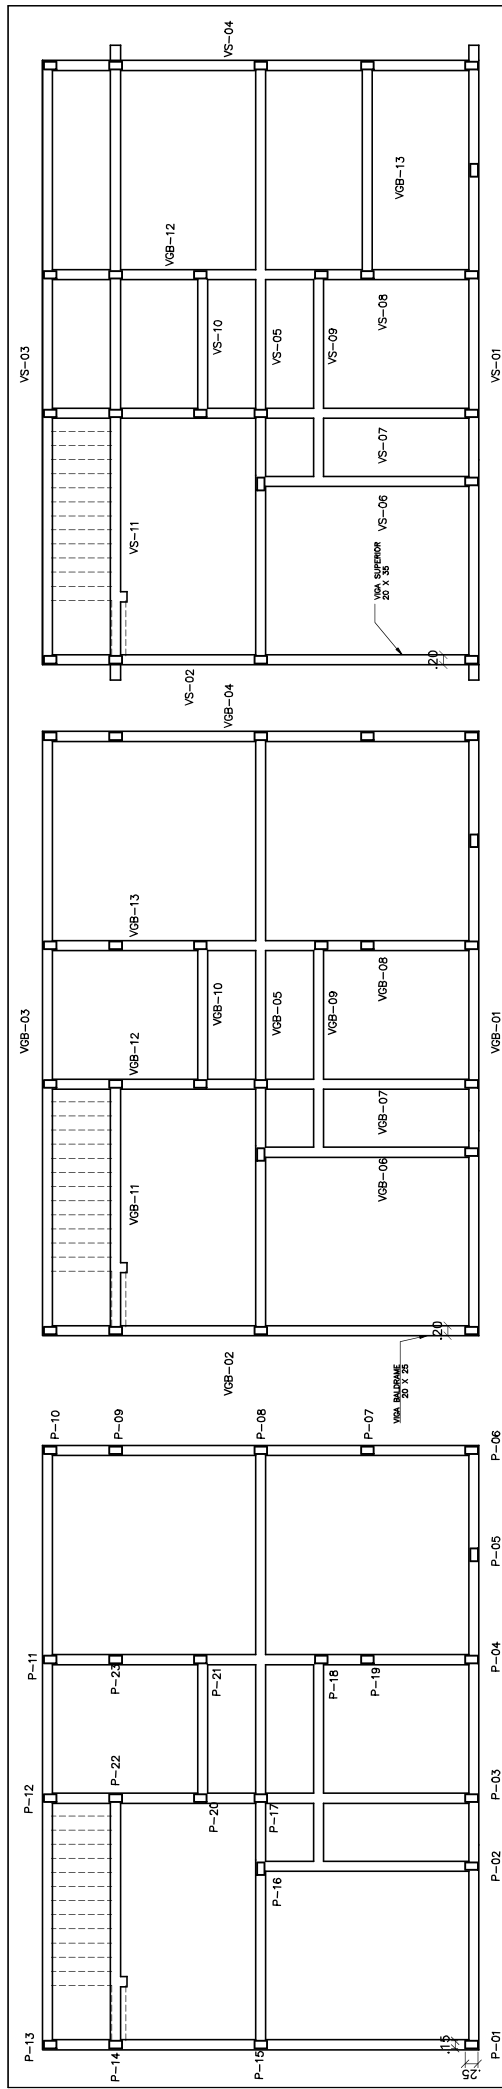 VS-03
VS-04
VGB-12
VGB-13
VS-10
VS-05
VS-09
VS-08
VS-11
VS-07
VS-06
VIGA SUPERIOR
20 X 35
.20
VS-02
VS-01
VGB-03
VGB-04
VGB-13
VGB-12
VGB-10
VGB-05
VGB-09
VGB-08
VGB-11
VGB-07
VGB-06
.20
VIGA BALDRAME
20 X 25
VGB-02
VGB-01
P-13
P-12
P-11
P-10
P-14
P-22
P-23
P-09
P-20
P-21
P-15
P-16
P-17
P-18
P-08
P-19
P-07
.15
.25
P-01
P-02
P-03
P-04
P-05
P-06